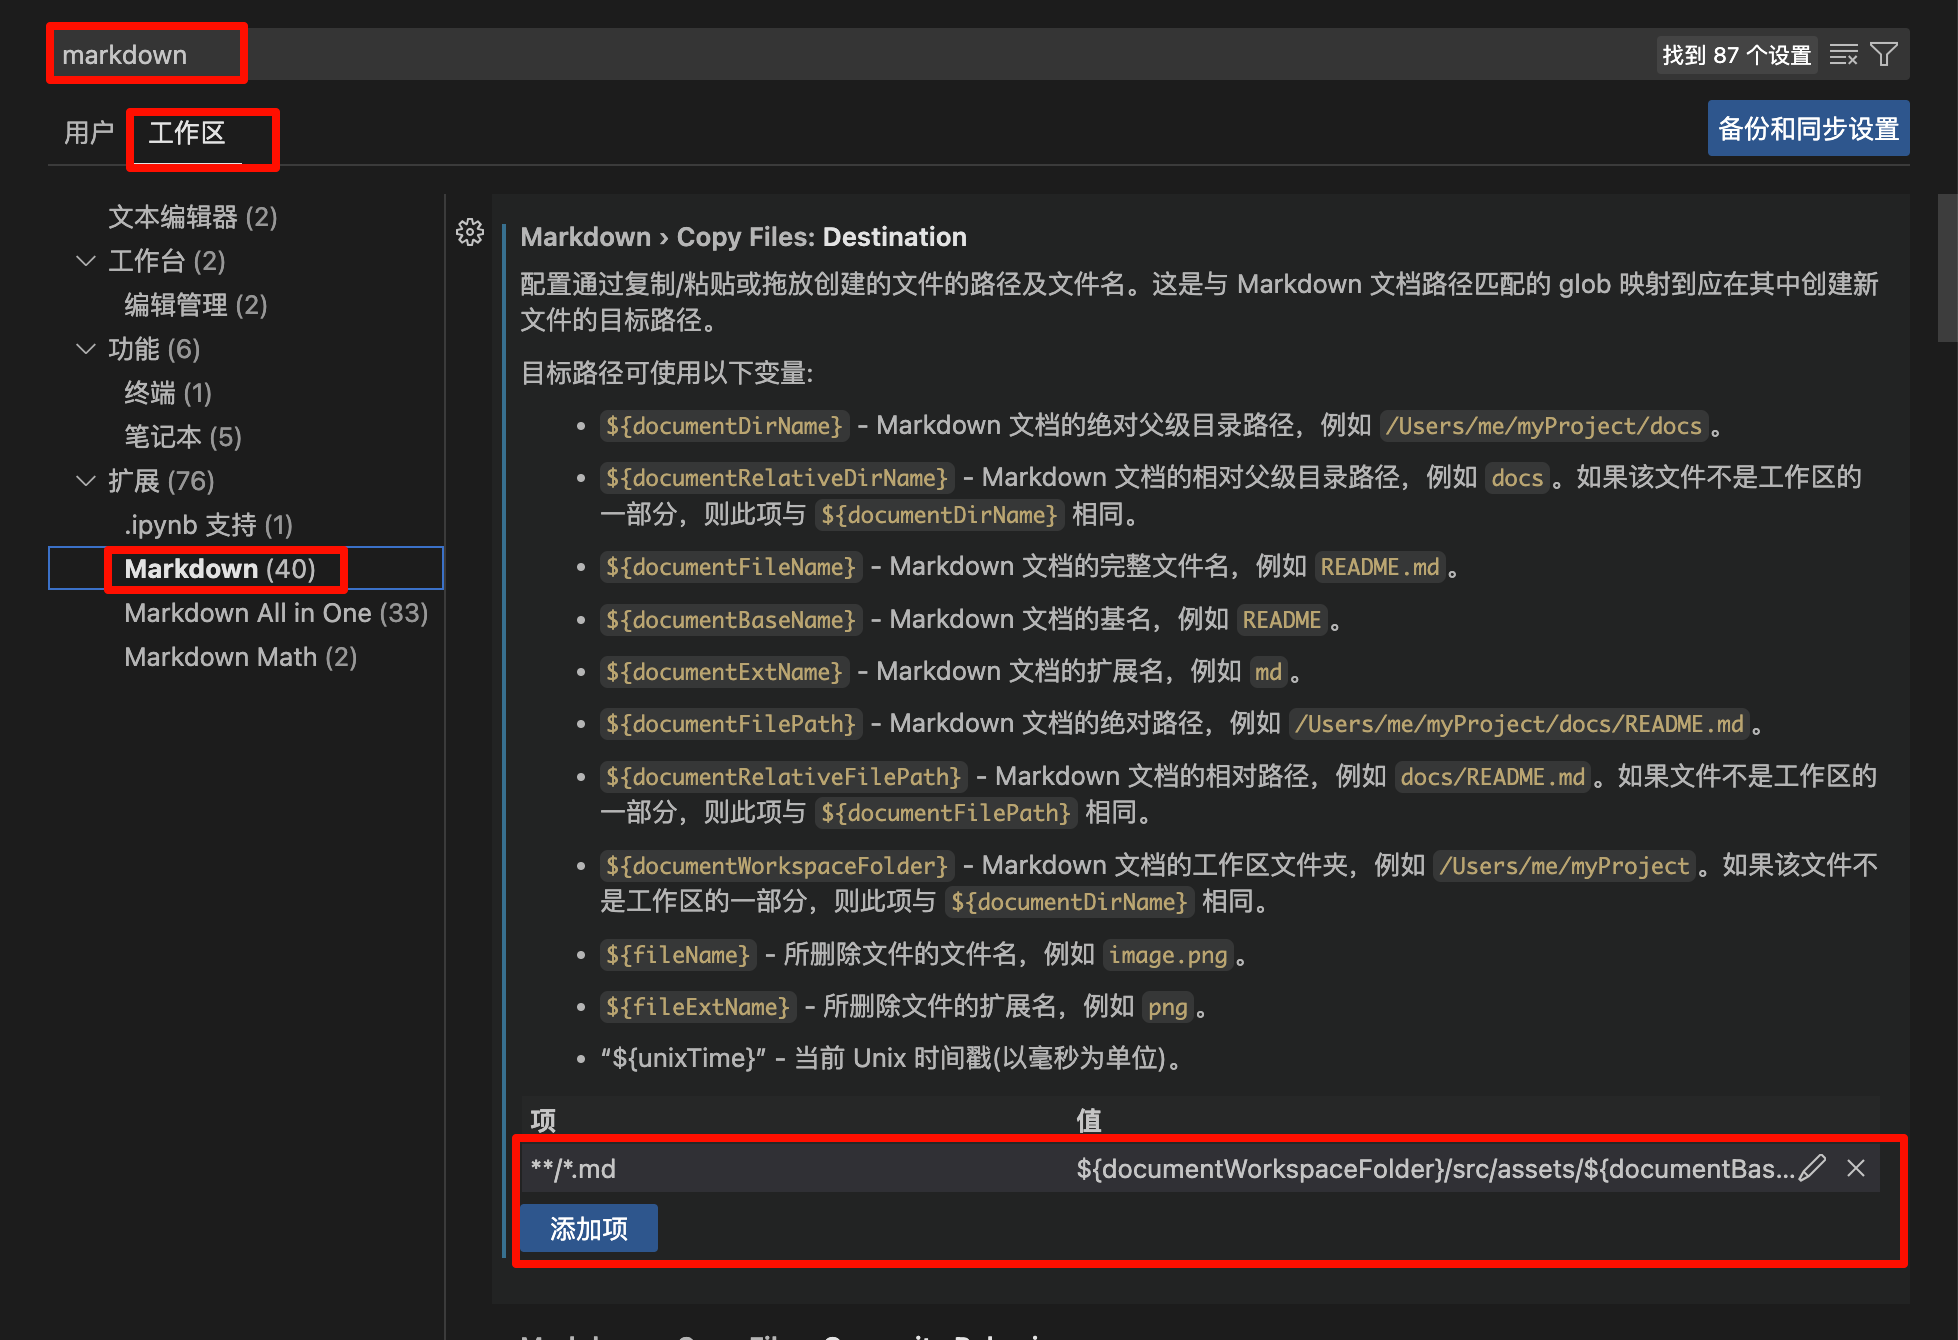 markdown
找到 87 个设置
用户
工作区
备份和同步设置
文本编辑器 (2)
工作台 (2)
编辑管理 (2)
功能 (6)
终端 (1)
笔记本 (5)
扩展 (76)
.ipynb 支持 (1)
Markdown (40)
Markdown All in One (33)
Markdown Math (2)
Markdown › Copy Files: Destination
配置通过复制/粘贴或拖放创建的文件的路径及文件名。这是与 Markdown 文档路径匹配的 glob 映射到应在其中创建新
文件的目标路径。
目标路径可使用以下变量:
• ${documentDirName} - Markdown 文档的绝对父级目录路径，例如 /Users/me/myProject/docs 。
• ${documentRelativeDirName} - Markdown 文档的相对父级目录路径，例如 docs 。如果该文件不是工作区的
一部分，则此项与 ${documentDirName} 相同。
• ${documentFileName} - Markdown 文档的完整文件名，例如 README.md 。
• ${documentBaseName} - Markdown 文档的基名，例如 README 。
• ${documentExtName} - Markdown 文档的扩展名，例如 md 。
• ${documentFilePath} - Markdown 文档的绝对路径，例如 /Users/me/myProject/docs/README.md 。
• ${documentRelativeFilePath} - Markdown 文档的相对路径，例如 docs/README.md 。如果文件不是工作区的
一部分，则此项与 ${documentFilePath} 相同。
• ${documentWorkspaceFolder} - Markdown 文档的工作区文件夹，例如 /Users/me/myProject 。如果该文件不
是工作区的一部分，则此项与 ${documentDirName} 相同。
• ${fileName} - 所删除文件的文件名，例如 image.png 。
• ${fileExtName} - 所删除文件的扩展名，例如 png 。
• “${unixTime}” - 当前 Unix 时间戳(以毫秒为单位)。
项 值
**/*.md ${documentWorkspaceFolder}/src/assets/${documentBas...
添加项